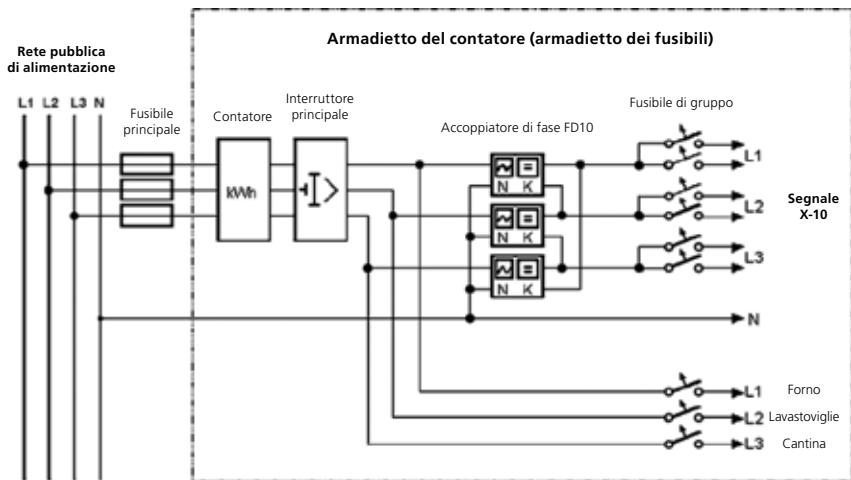 Armadietto del contatore (armadietto dei fusibili)
Rete pubblica
di alimentazione
L1 L2 L3 N
Fusibile
principale
Contatore
Interruttore
principale
Accoppiatore di fase FD10
Fusibile di gruppo
kWh
N K
N K
N K
L1
L2
L3
Segnale
X-10
N
L1 Forno
L2 Lavastoviglie
L3 Cantina